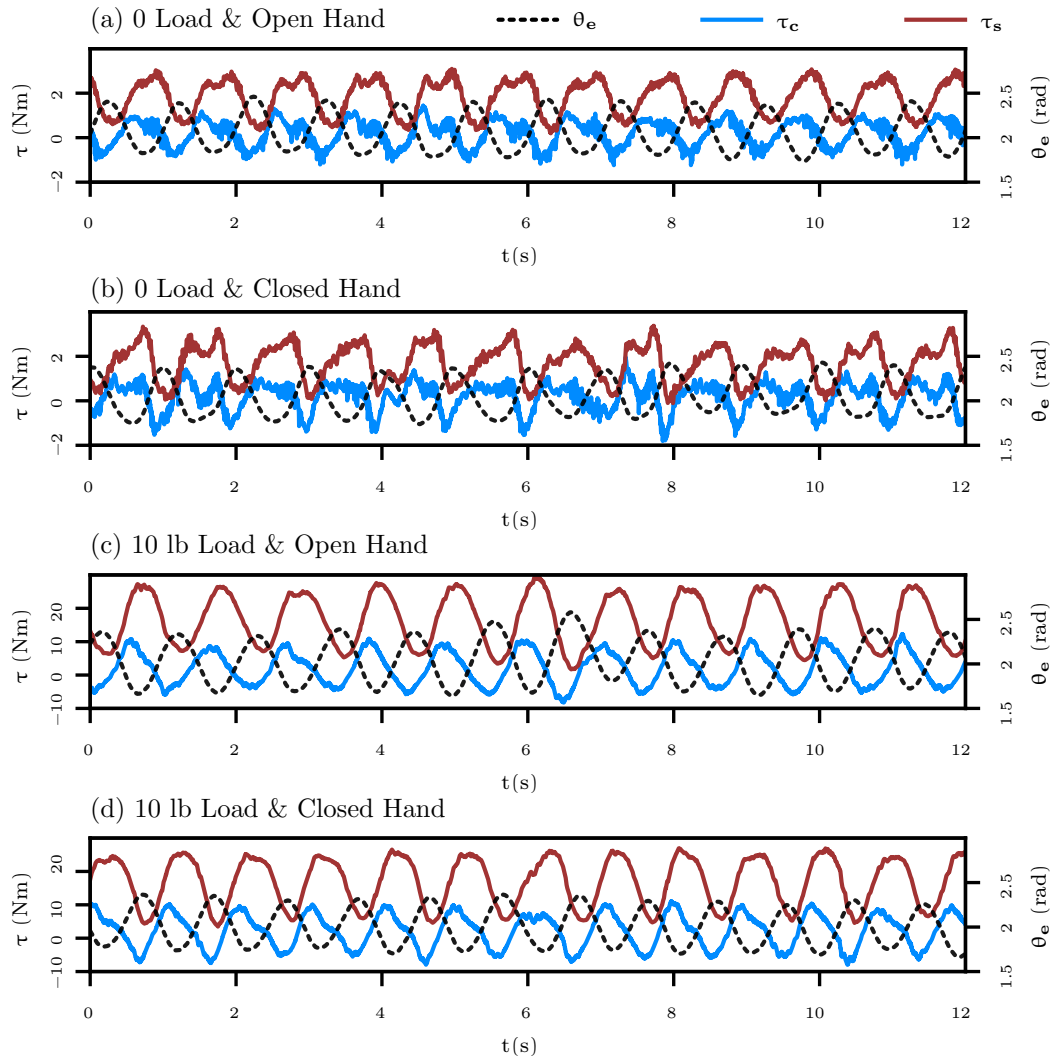 (a) 0 Load & Open Hand θe τc τs
τ (Nm)
2
0
−2
2.5
2
1.5
θe (rad)
0 2 4 6 8 10 12
t(s)
(b) 0 Load & Closed Hand
τ (Nm)
2
0
−2
2.5
2
1.5
θe (rad)
0 2 4 6 8 10 12
t(s)
(c) 10 lb Load & Open Hand
τ (Nm)
20
10
0
−10
2.5
2
1.5
θe (rad)
0 2 4 6 8 10 12
t(s)
(d) 10 lb Load & Closed Hand
τ (Nm)
20
10
0
−10
2.5
2
1.5
θe (rad)
0 2 4 6 8 10 12
t(s)